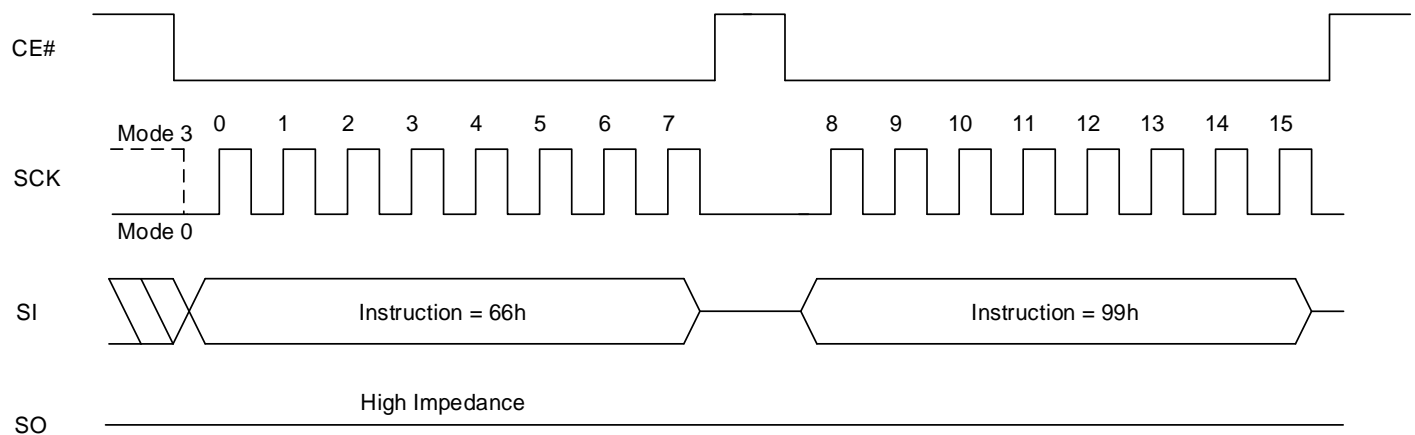 CE#
Mode 3
0 1 2 3 4 5 6 7 8 9 10 11 12 13 14 15
SCK
Mode 0
SI
Instruction = 66h
Instruction = 99h
High Impedance
SO